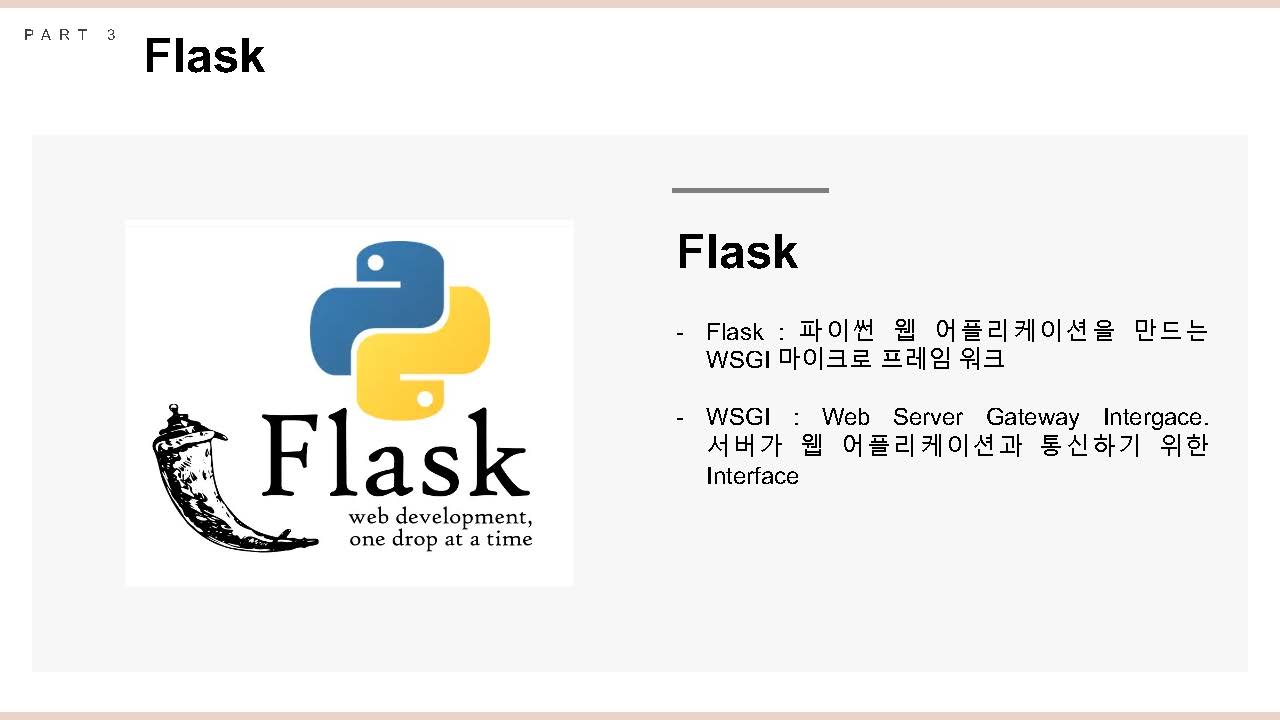 PART 3
Flask
Flask
web development,
one drop at a time
Flask
- Flask : 파이썬 웹 어플리케이션을 만드는
WSGI 마이크로 프레임 워크
- WSGI : Web Server Gateway Intergace.
서버가 웹 어플리케이션과 통신하기 위한
Interface